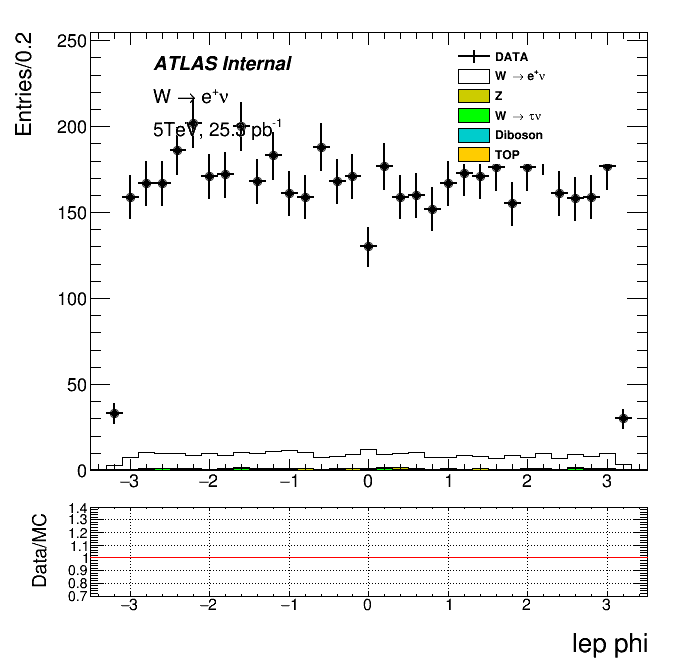 Entries/0.2
250
200
150
100
50
0
ATLAS Internal
W → e⁺ν
5TeV, 25.3 pb⁻¹
DATA
W → e⁺ν
Z
W → τν
Diboson
TOP
−3 −2 −1 0 1 2 3
Data/MC
1.4
1.3
1.2
1.1
1
0.9
0.8
0.7
−3 −2 −1 0 1 2 3
lep phi